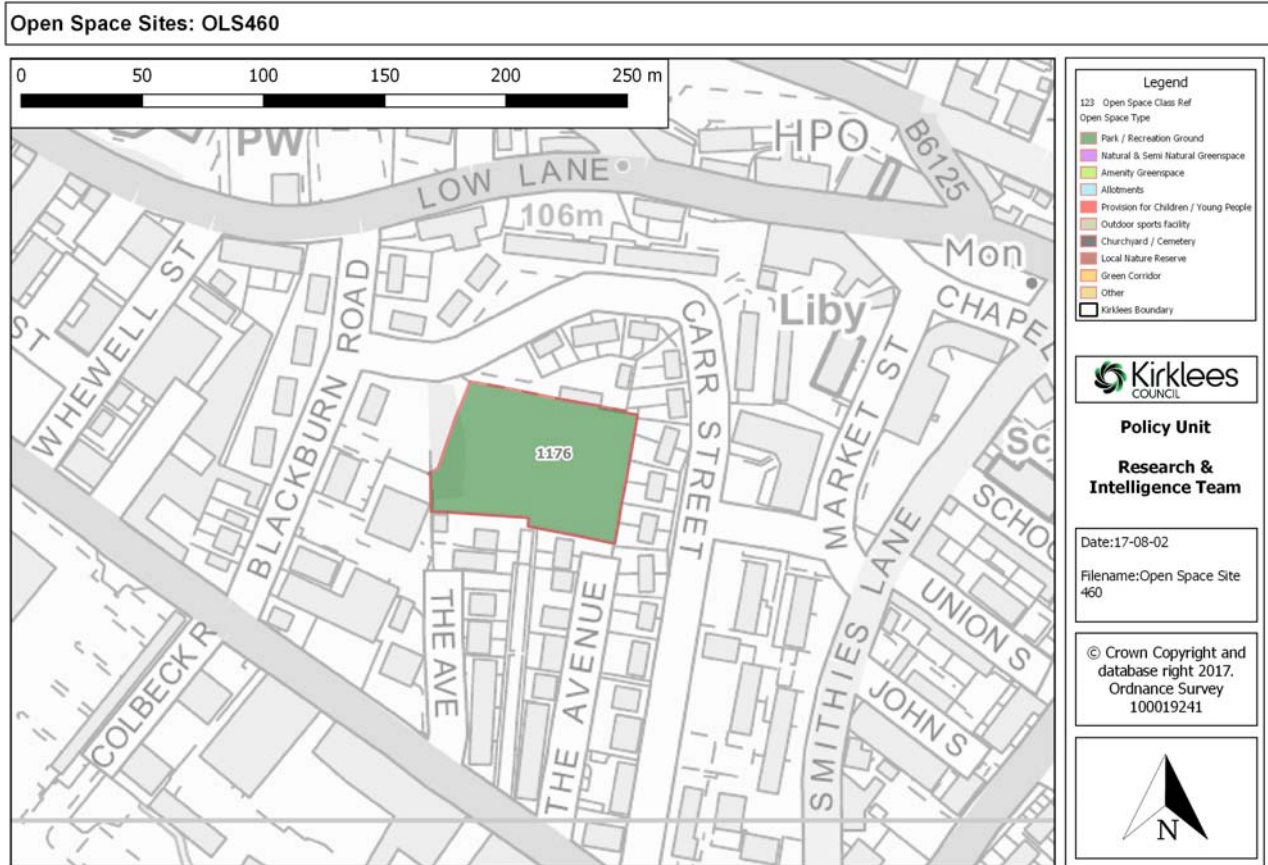 Open Space Sites: OLS460
0 50 100 150 200 250 m
PW
HPO
B6125
LOW LANE
106m
Mon
CHAPEL
Liby
WHEWELL ST
ST
BLACKBURN ROAD
CARR STREET
MARKET ST
1176
Sc
SCHOO
SMITHIES LANE
UNION S
JOHN S
COLBECK R
THE AVE
THE AVENUE
Legend
123 Open Space Class Ref
Open Space Type
Park / Recreation Ground
Natural & Semi Natural Greenspace
Amenity Greenspace
Allotments
Provision for Children / Young People
Outdoor sports facility
Churchyard / Cemetery
Local Nature Reserve
Green Corridor
Other
Kirklees Boundary
Kirklees
COUNCIL
Policy Unit
Research &
Intelligence Team
Date:17-08-02
Filename:Open Space Site
460
© Crown Copyright and
database right 2017.
Ordnance Survey
100019241
N